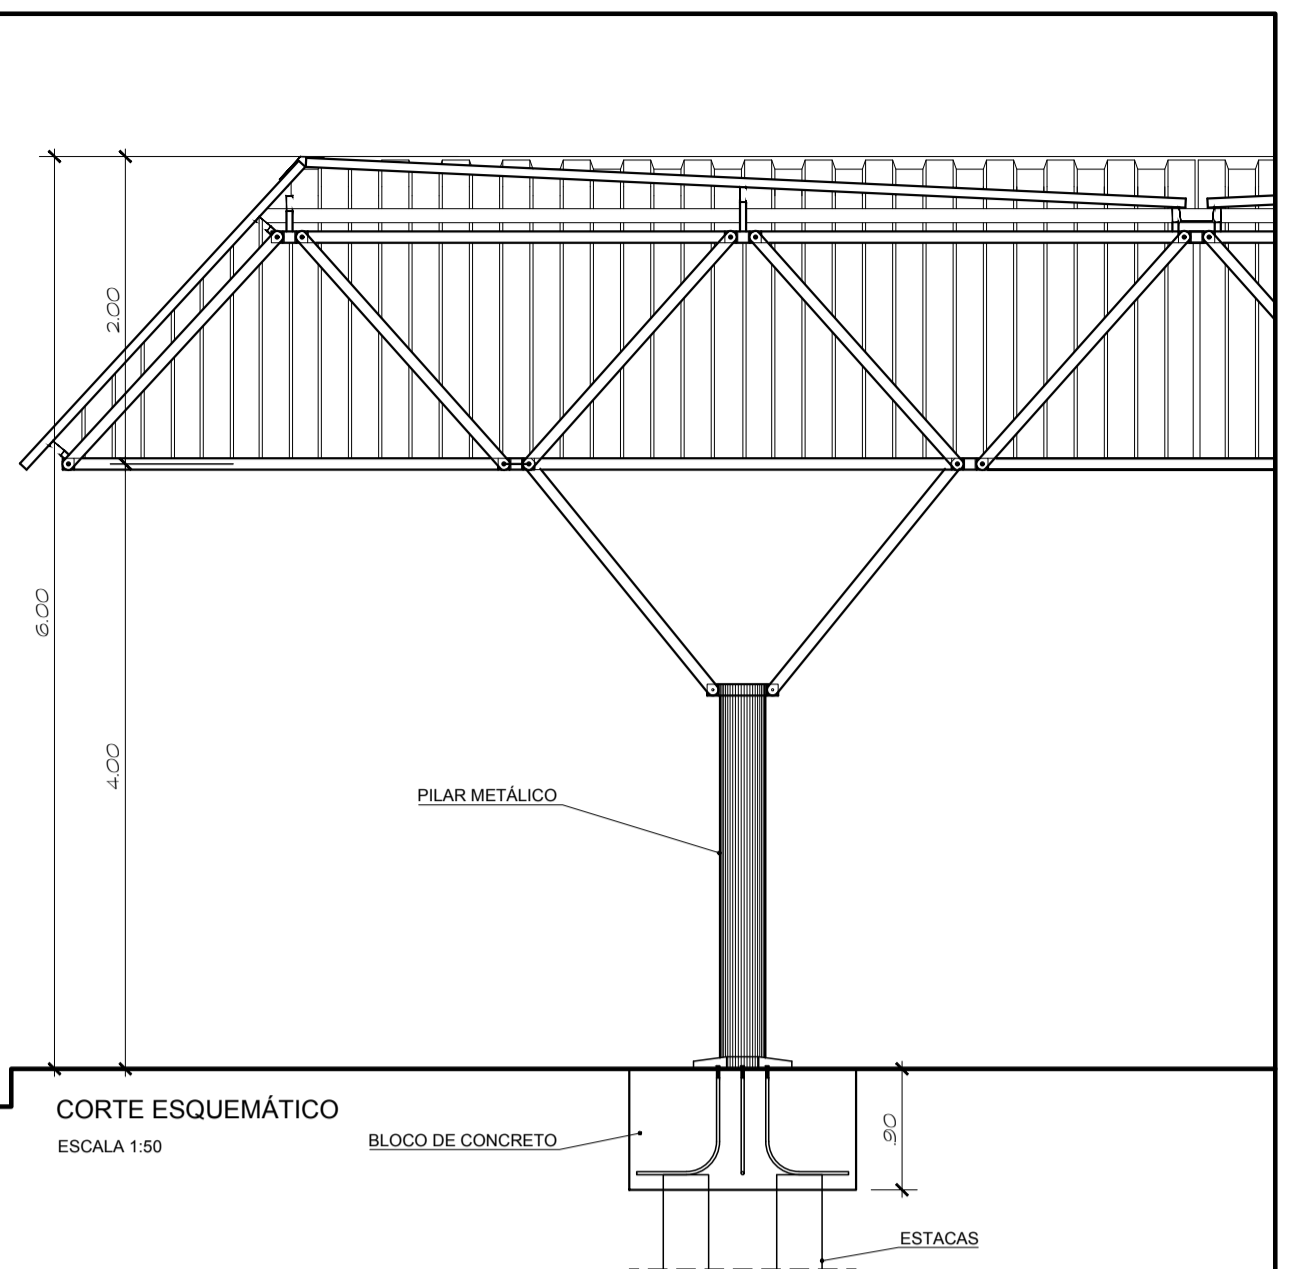 2.00
6.00
4.00
PILAR METÁLICO
CORTE ESQUEMÁTICO
ESCALA 1:50
BLOCO DE CONCRETO
.90
ESTACAS